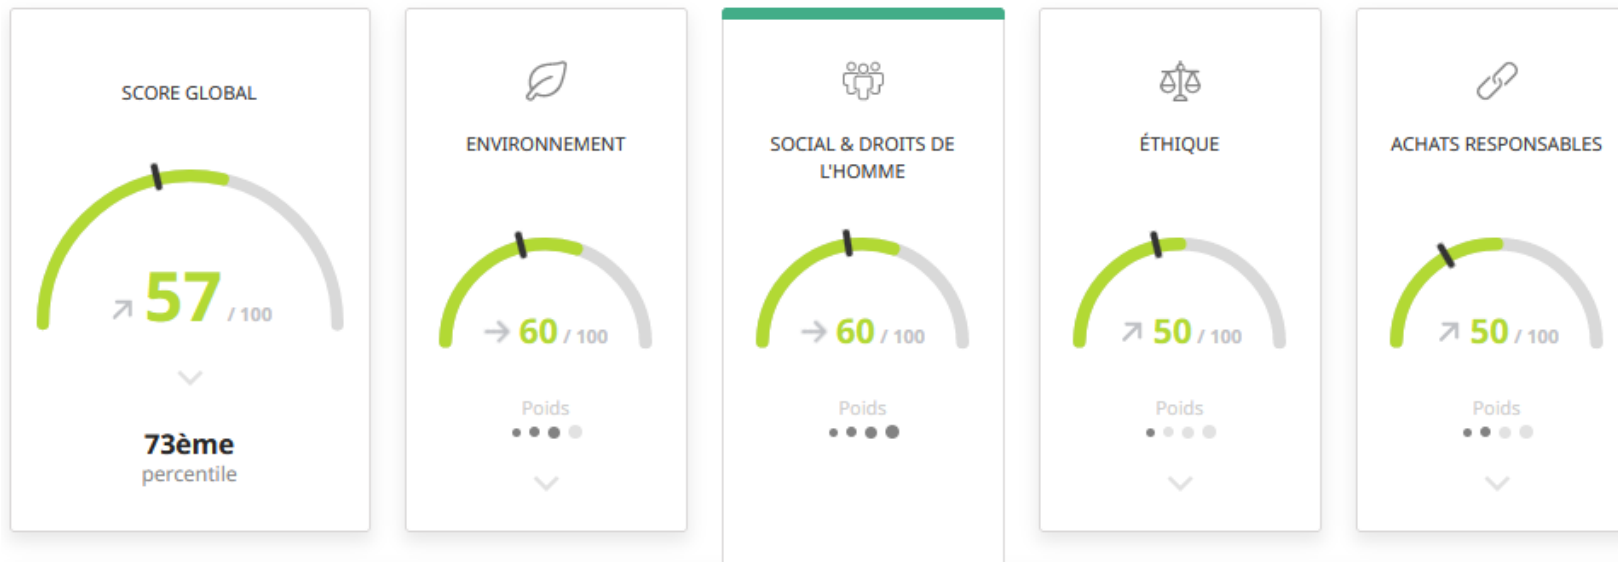 SCORE GLOBAL
57 / 100
73ème
percentile
ENVIRONNEMENT
60 / 100
Poids
SOCIAL & DROITS DE
L'HOMME
60 / 100
Poids
ÉTHIQUE
50 / 100
Poids
ACHATS RESPONSABLES
50 / 100
Poids